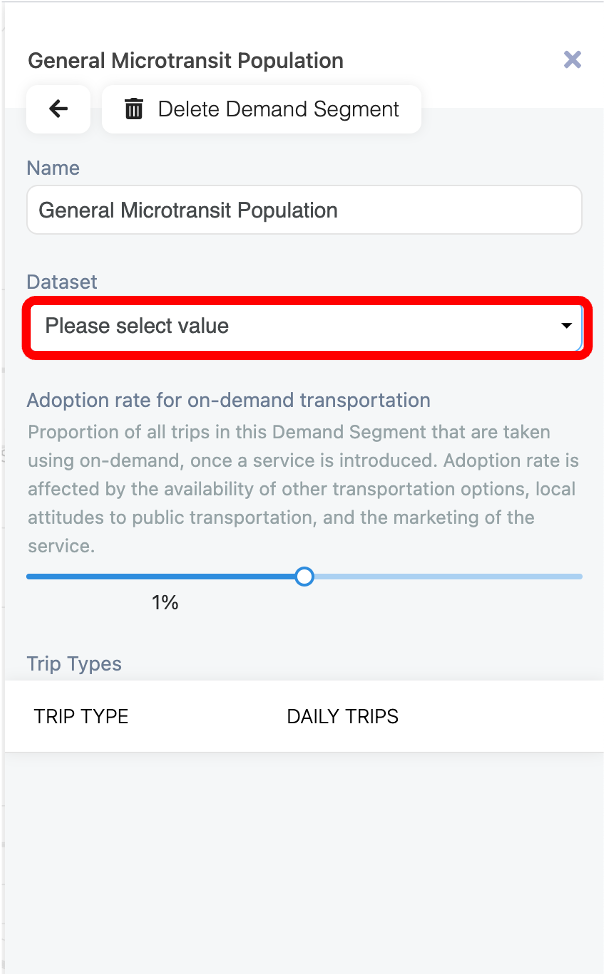 General Microtransit Population
Delete Demand Segment
Name
General Microtransit Population
Dataset
Please select value
Adoption rate for on-demand transportation
Proportion of all trips in this Demand Segment that are taken
using on-demand, once a service is introduced. Adoption rate is
affected by the availability of other transportation options, local
attitudes to public transportation, and the marketing of the
service.
1%
Trip Types
TRIP TYPE DAILY TRIPS